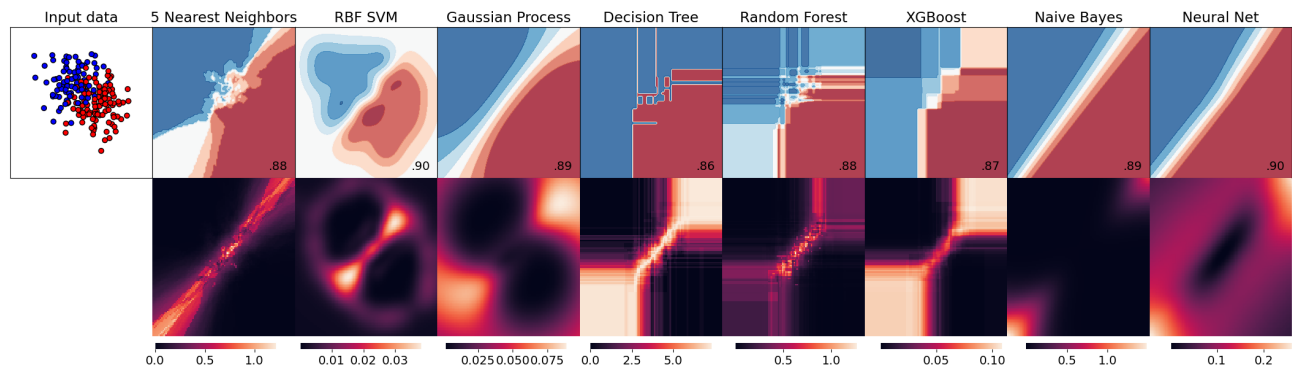 Input data 5 Nearest Neighbors RBF SVM Gaussian Process Decision Tree Random Forest XGBoost Naive Bayes Neural Net
.88 .90 .89 .86 .88 .87 .89 .90
0.0 0.5 1.0 0.01 0.02 0.03 0.025 0.050 0.075 0.0 2.5 5.0 0.5 1.0 0.05 0.10 0.5 1.0 0.1 0.2